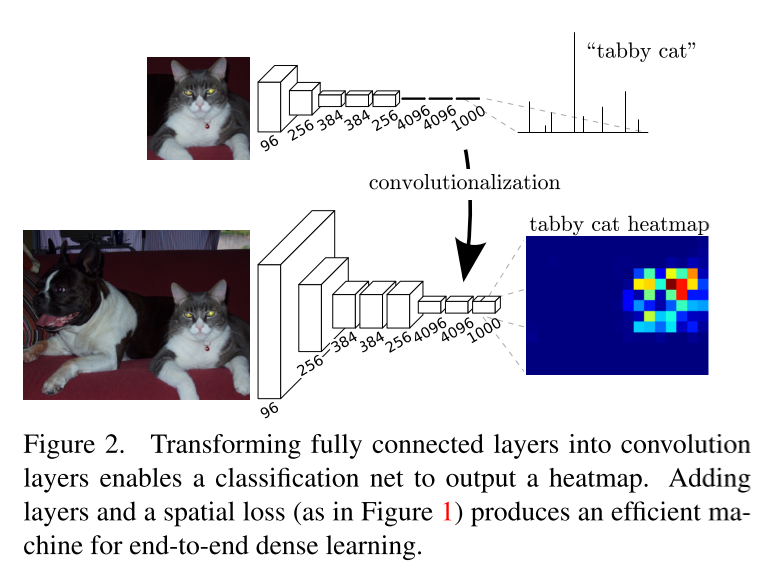 “tabby cat”
96
256
384
384
256
4096
4096
1000
convolutionalization
tabby cat heatmap
96
256
384
384
256
4096
4096
1000
Figure 2. Transforming fully connected layers into convolution
layers enables a classification net to output a heatmap. Adding
layers and a spatial loss (as in Figure 1) produces an efficient ma-
chine for end-to-end dense learning.